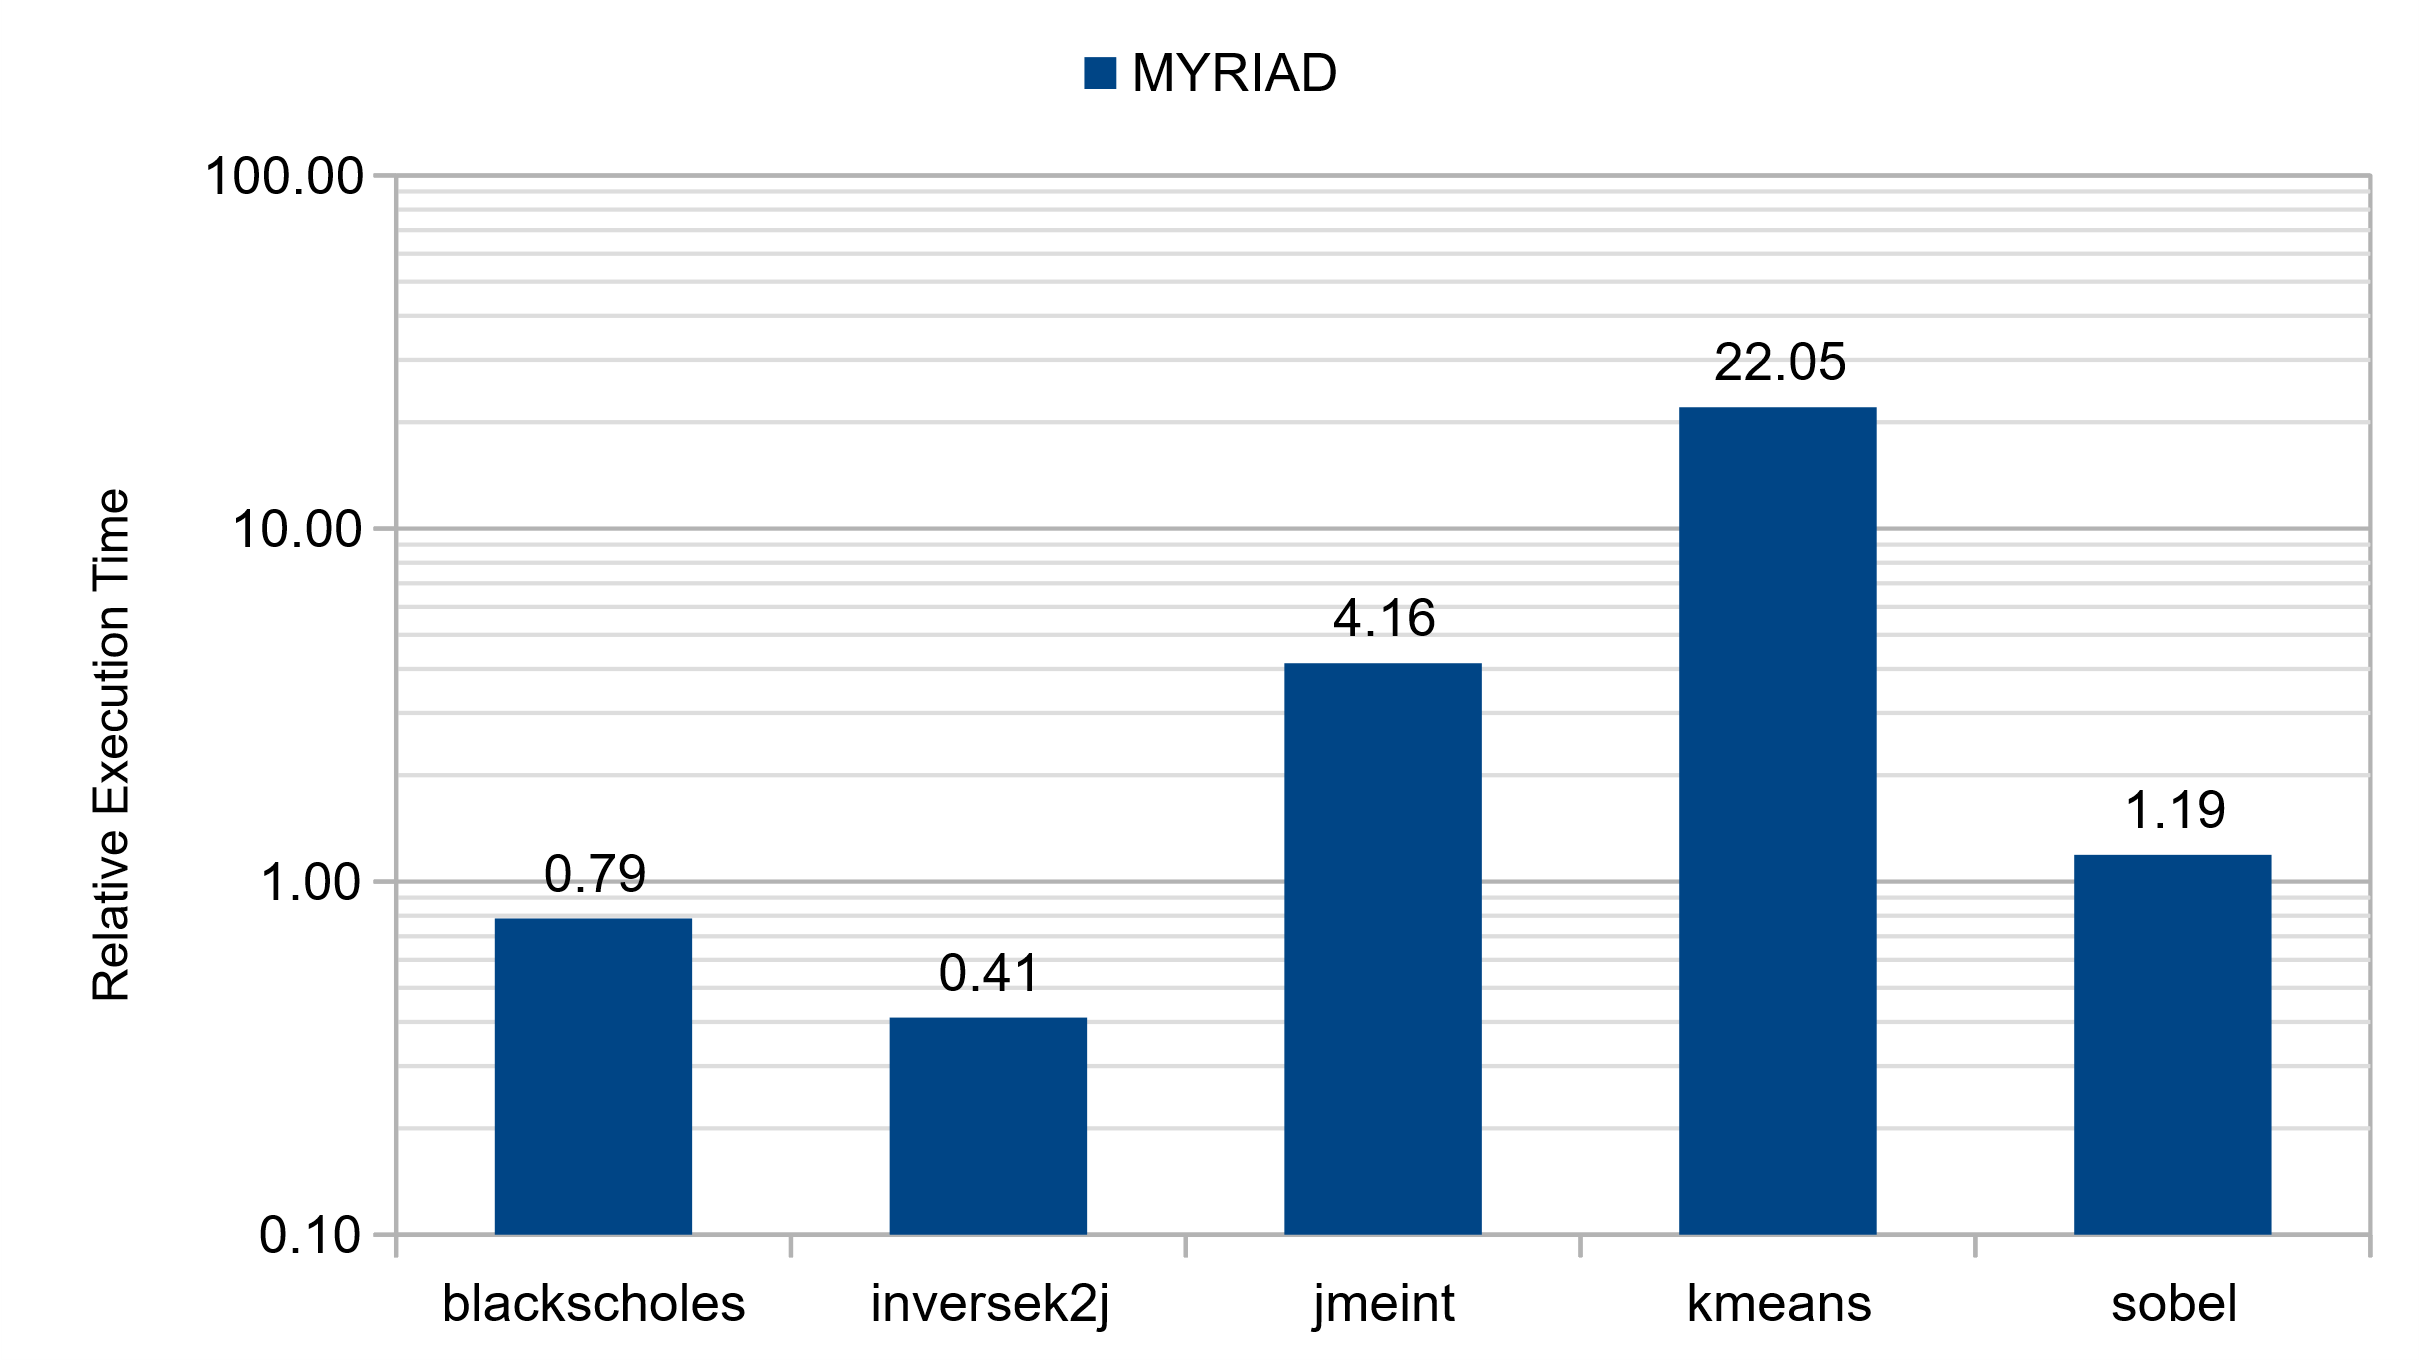 MYRIAD
100.00
10.00
1.00
0.10
Relative Execution Time
0.79
0.41
4.16
22.05
1.19
blackscholes
inversek2j
jmeint
kmeans
sobel